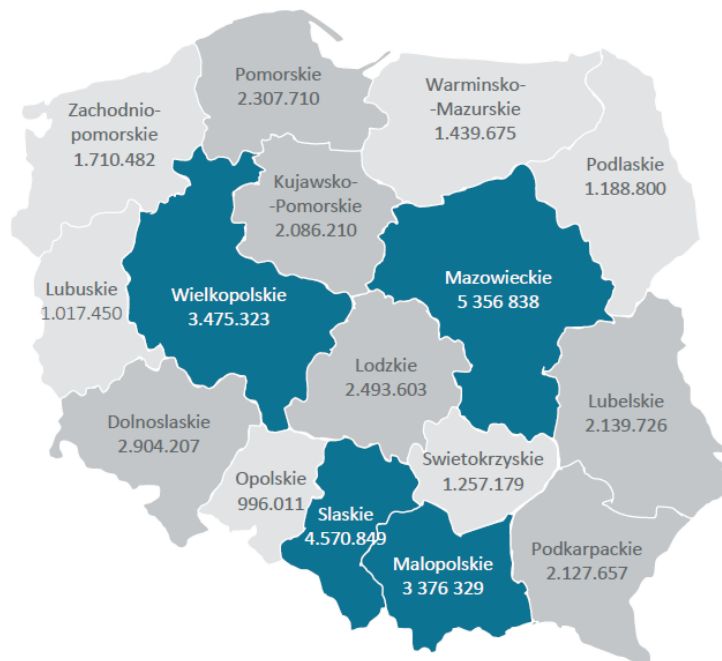 Pomorskie
2.307.710
Warminsko-
-Mazurskie
1.439.675
Zachodnio-
pomorskie
1.710.482
Podlaskie
1.188.800
Kujawsko-
-Pomorskie
2.086.210
Mazowieckie
5 356 838
Lubuskie
1.017.450
Wielkopolskie
3.475.323
Lodzkie
2.493.603
Lubelskie
2.139.726
Dolnoslaskie
2.904.207
Swietokrzyskie
1.257.179
Opolskie
996.011
Slaskie
4.570.849
Malopolskie
3 376 329
Podkarpackie
2.127.657